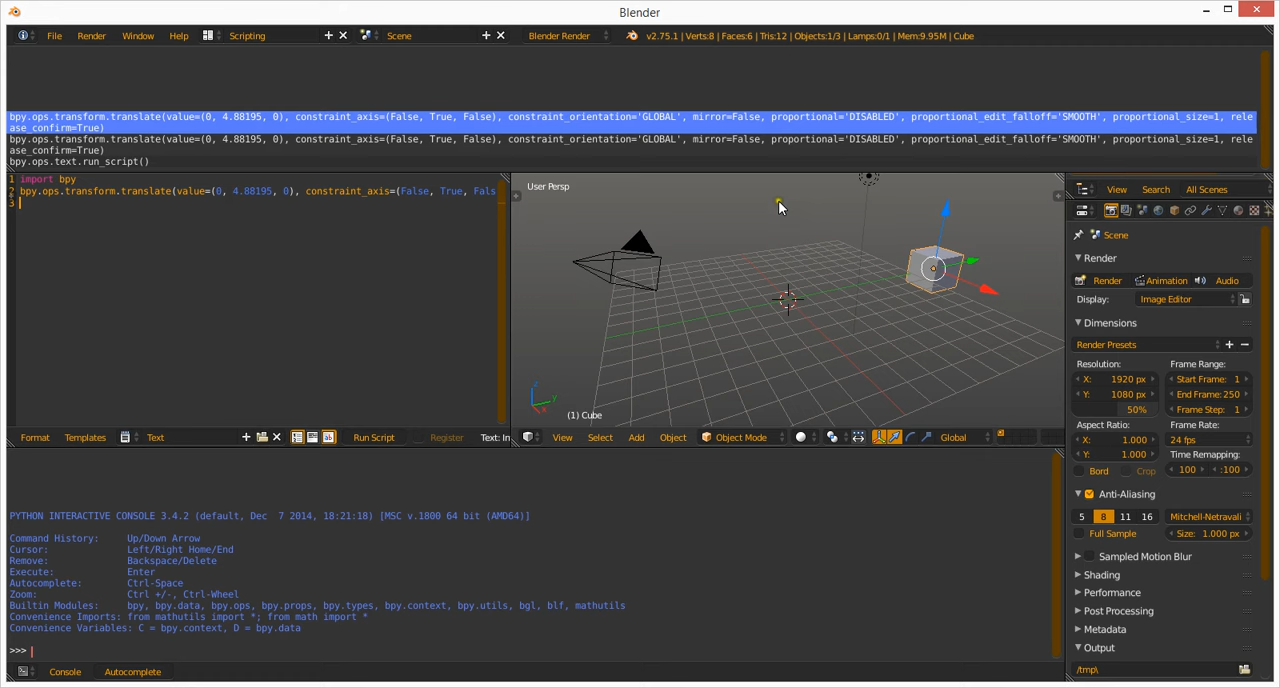 Blender
File Render Window Help Scripting Scene Blender Render v2.75.1 | Verts:8 | Faces:6 | Tris:12 | Objects:1/3 | Lamps:0/1 | Mem:9.95M | Cube
bpy.ops.transform.translate(value=(0, 4.88195, 0), constraint_axis=(False, True, False), constraint_orientation='GLOBAL', mirror=False, proportional='DISABLED', proportional_edit_falloff='SMOOTH', proportional_size=1, rele
ase_confirm=True)
bpy.ops.transform.translate(value=(0, 4.88195, 0), constraint_axis=(False, True, False), constraint_orientation='GLOBAL', mirror=False, proportional='DISABLED', proportional_edit_falloff='SMOOTH', proportional_size=1, rele
ase_confirm=True)
bpy.ops.text.run_script()
1 import bpy
2 bpy.ops.transform.translate(value=(0, 4.88195, 0), constraint_axis=(False, True, Fals
3
Format Templates Text Run Script Register Text: In
User Persp
z
y
x
(1) Cube
View Select Add Object Object Mode Global
PYTHON INTERACTIVE CONSOLE 3.4.2 (default, Dec  7 2014, 18:21:18) [MSC v.1800 64 bit (AMD64)]
Command History: Up/Down Arrow
Cursor: Left/Right Home/End
Remove: Backspace/Delete
Execute: Enter
Autocomplete: Ctrl-Space
Zoom: Ctrl +/-, Ctrl-Wheel
Builtin Modules: bpy, bpy.data, bpy.ops, bpy.props, bpy.types, bpy.context, bpy.utils, bgl, blf, mathutils
Convenience Imports: from mathutils import *; from math import *
Convenience Variables: C = bpy.context, D = bpy.data
>>>
Console Autocomplete
View Search All Scenes
Scene
Render
Render Animation Audio
Display: Image Editor
Dimensions
Render Presets
Resolution: Frame Range:
X: 1920 px Start Frame: 1
Y: 1080 px End Frame: 250
50% Frame Step: 1
Aspect Ratio: Frame Rate:
X: 1.000 24 fps
Y: 1.000 Time Remapping:
Bord Crop 100 :100
Anti-Aliasing
5 8 11 16 Mitchell-Netravali
Full Sample Size: 1.000 px
Sampled Motion Blur
Shading
Performance
Post Processing
Metadata
Output
/tmp\